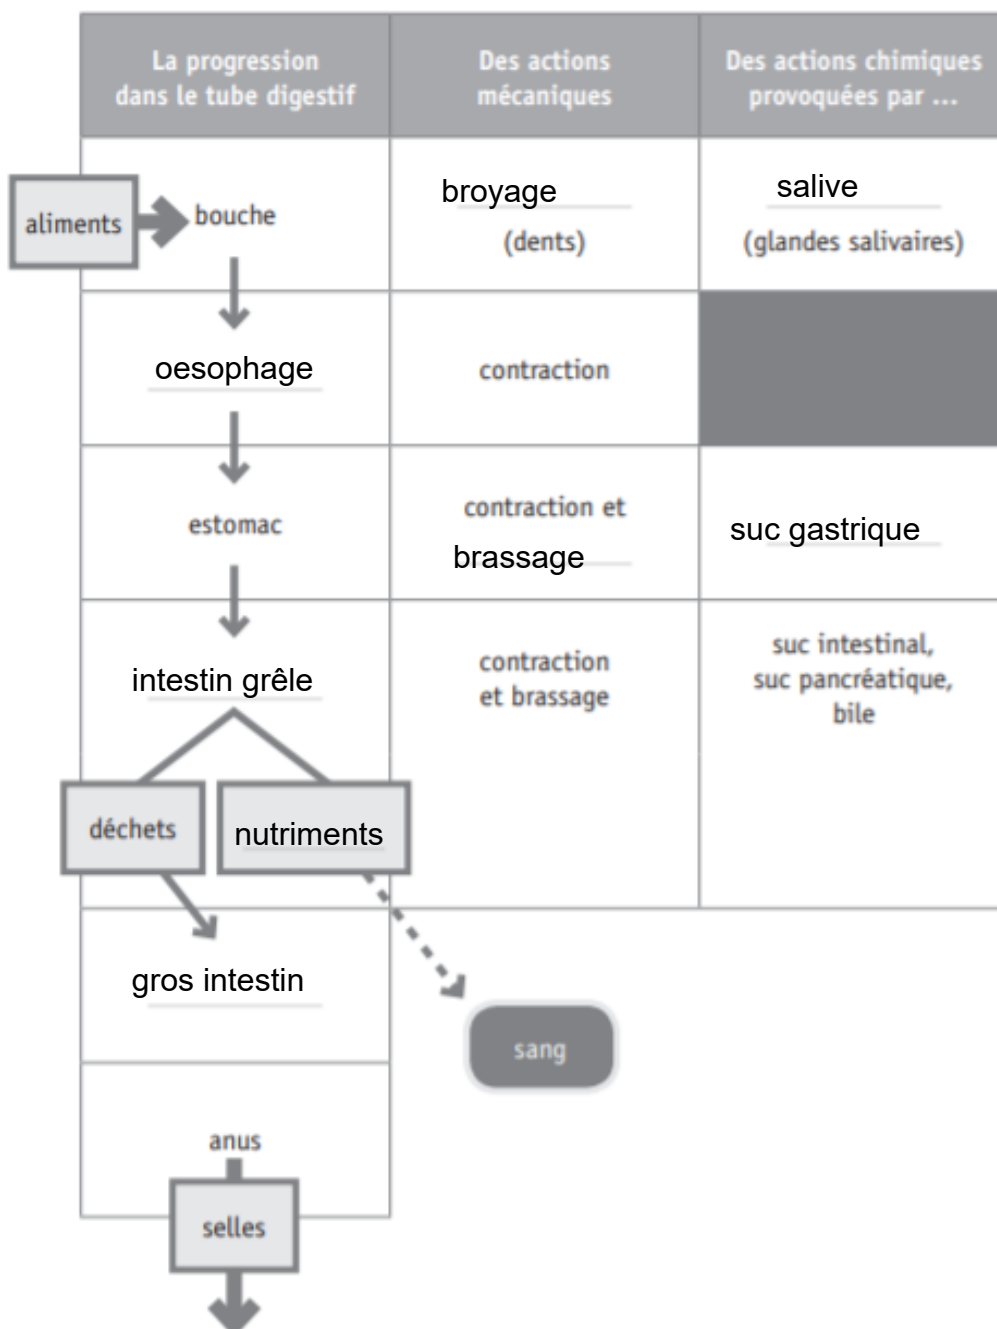 La progression
dans le tube digestif
Des actions
mécaniques
Des actions chimiques
provoquées par ...
aliments
bouche
broyage
(dents)
salive
(glandes salivaires)
oesophage
contraction
estomac
contraction et
brassage
suc gastrique
intestin grêle
contraction
et brassage
suc intestinal,
suc pancréatique,
bile
déchets
nutriments
gros intestin
sang
anus
selles